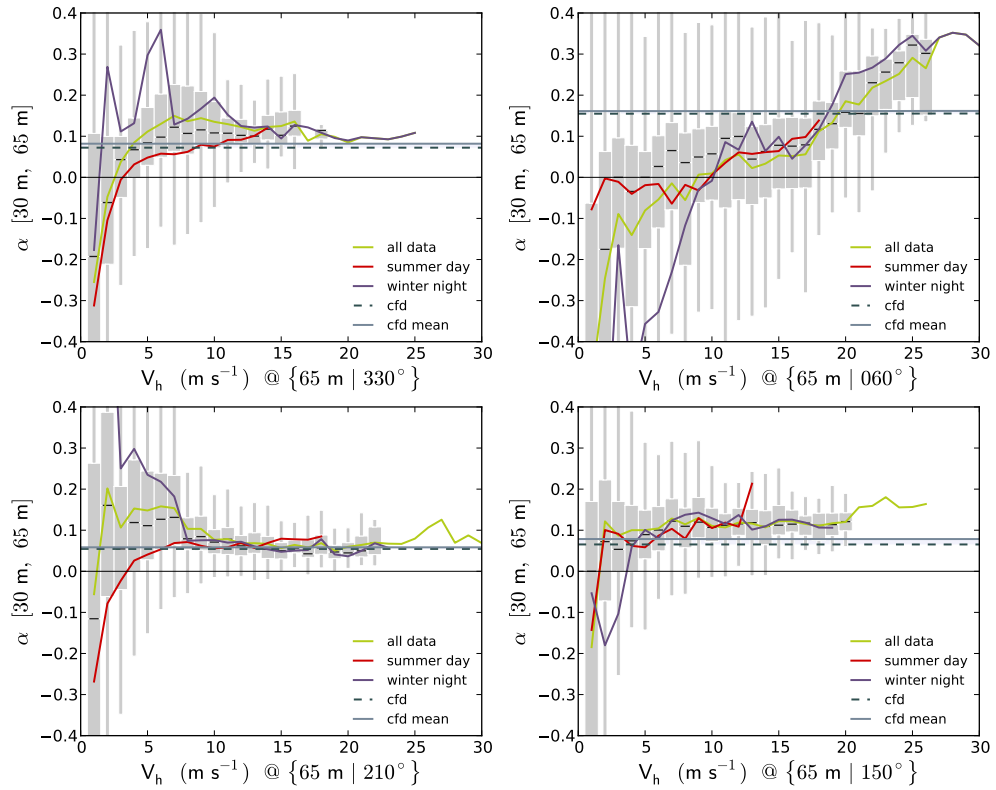 0.4
0.3
0.2
0.1
0.0
−0.1
−0.2
−0.3
−0.4
α [30 m, 65 m]
all data
summer day
winter night
cfd
cfd mean
0 5 10 15 20 25 30
V_h (m s⁻¹) @ {65 m | 330°}
0.4
0.3
0.2
0.1
0.0
−0.1
−0.2
−0.3
−0.4
α [30 m, 65 m]
all data
summer day
winter night
cfd
cfd mean
0 5 10 15 20 25 30
V_h (m s⁻¹) @ {65 m | 060°}
0.4
0.3
0.2
0.1
0.0
−0.1
−0.2
−0.3
−0.4
α [30 m, 65 m]
all data
summer day
winter night
cfd
cfd mean
0 5 10 15 20 25 30
V_h (m s⁻¹) @ {65 m | 210°}
0.4
0.3
0.2
0.1
0.0
−0.1
−0.2
−0.3
−0.4
α [30 m, 65 m]
all data
summer day
winter night
cfd
cfd mean
0 5 10 15 20 25 30
V_h (m s⁻¹) @ {65 m | 150°}